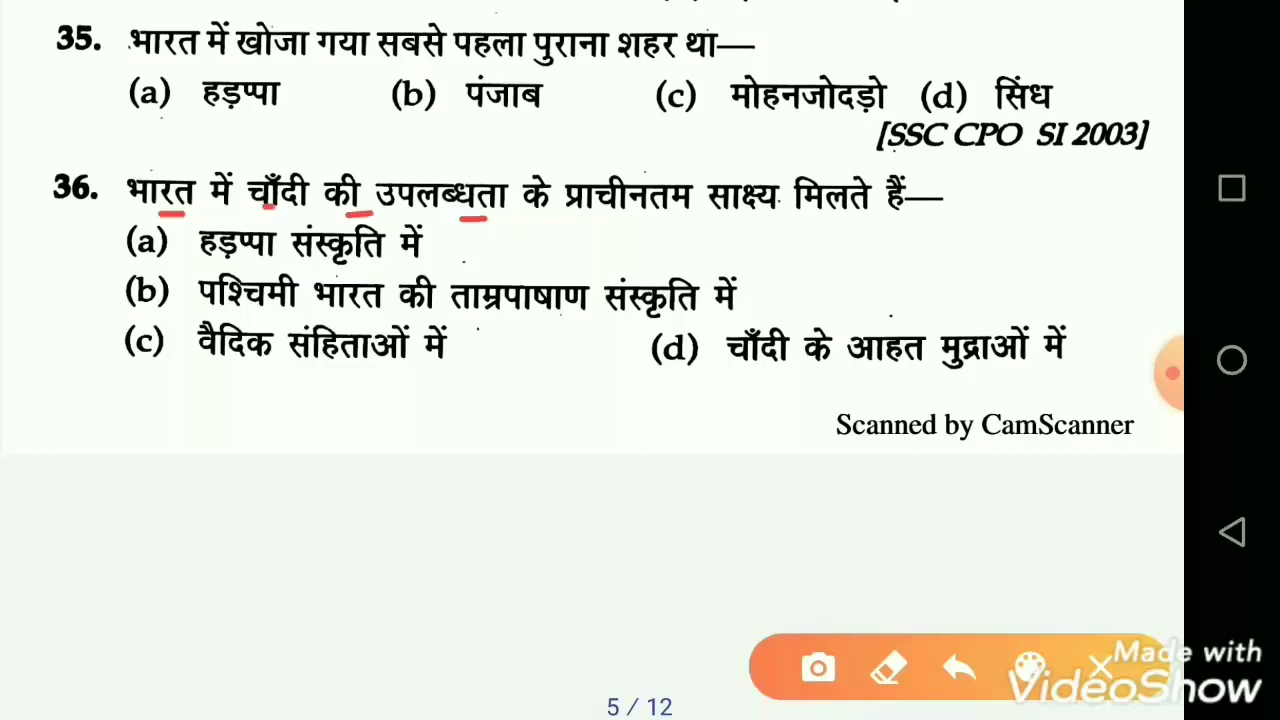 35. भारत में खोजा गया सबसे पहला पुराना शहर था—
(a) हड़प्पा (b) पंजाब (c) मोहनजोदड़ो (d) सिंध
[SSC CPO SI 2003]
36. भारत में चाँदी की उपलब्धता के प्राचीनतम साक्ष्य मिलते हैं—
(a) हड़प्पा संस्कृति में
(b) पश्चिमी भारत की ताम्रपाषाण संस्कृति में
(c) वैदिक संहिताओं में (d) चाँदी के आहत मुद्राओं में
Scanned by CamScanner
Made with
VideoShow
5 / 12